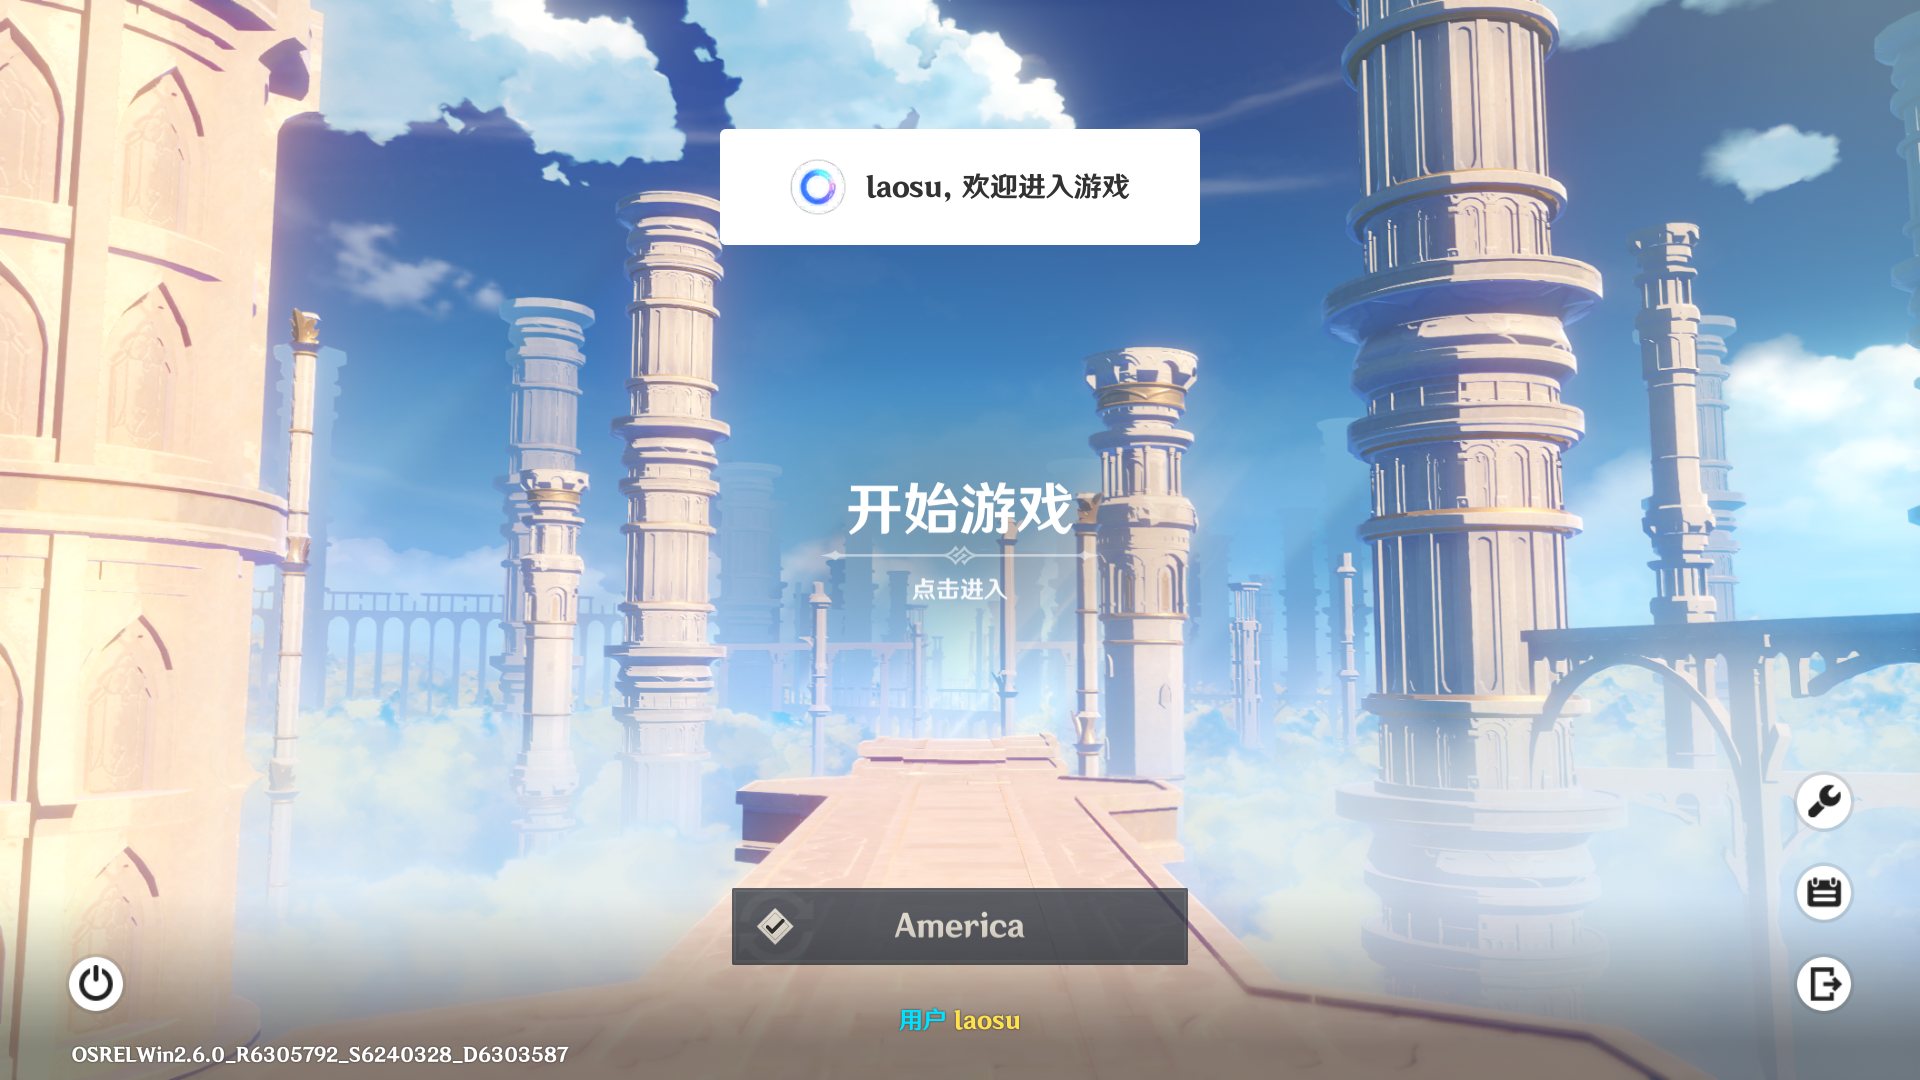 laosu, 欢迎进入游戏
开始游戏
点击进入
America
用户 laosu
OSRELWin2.6.0_R6305792_S6240328_D6303587